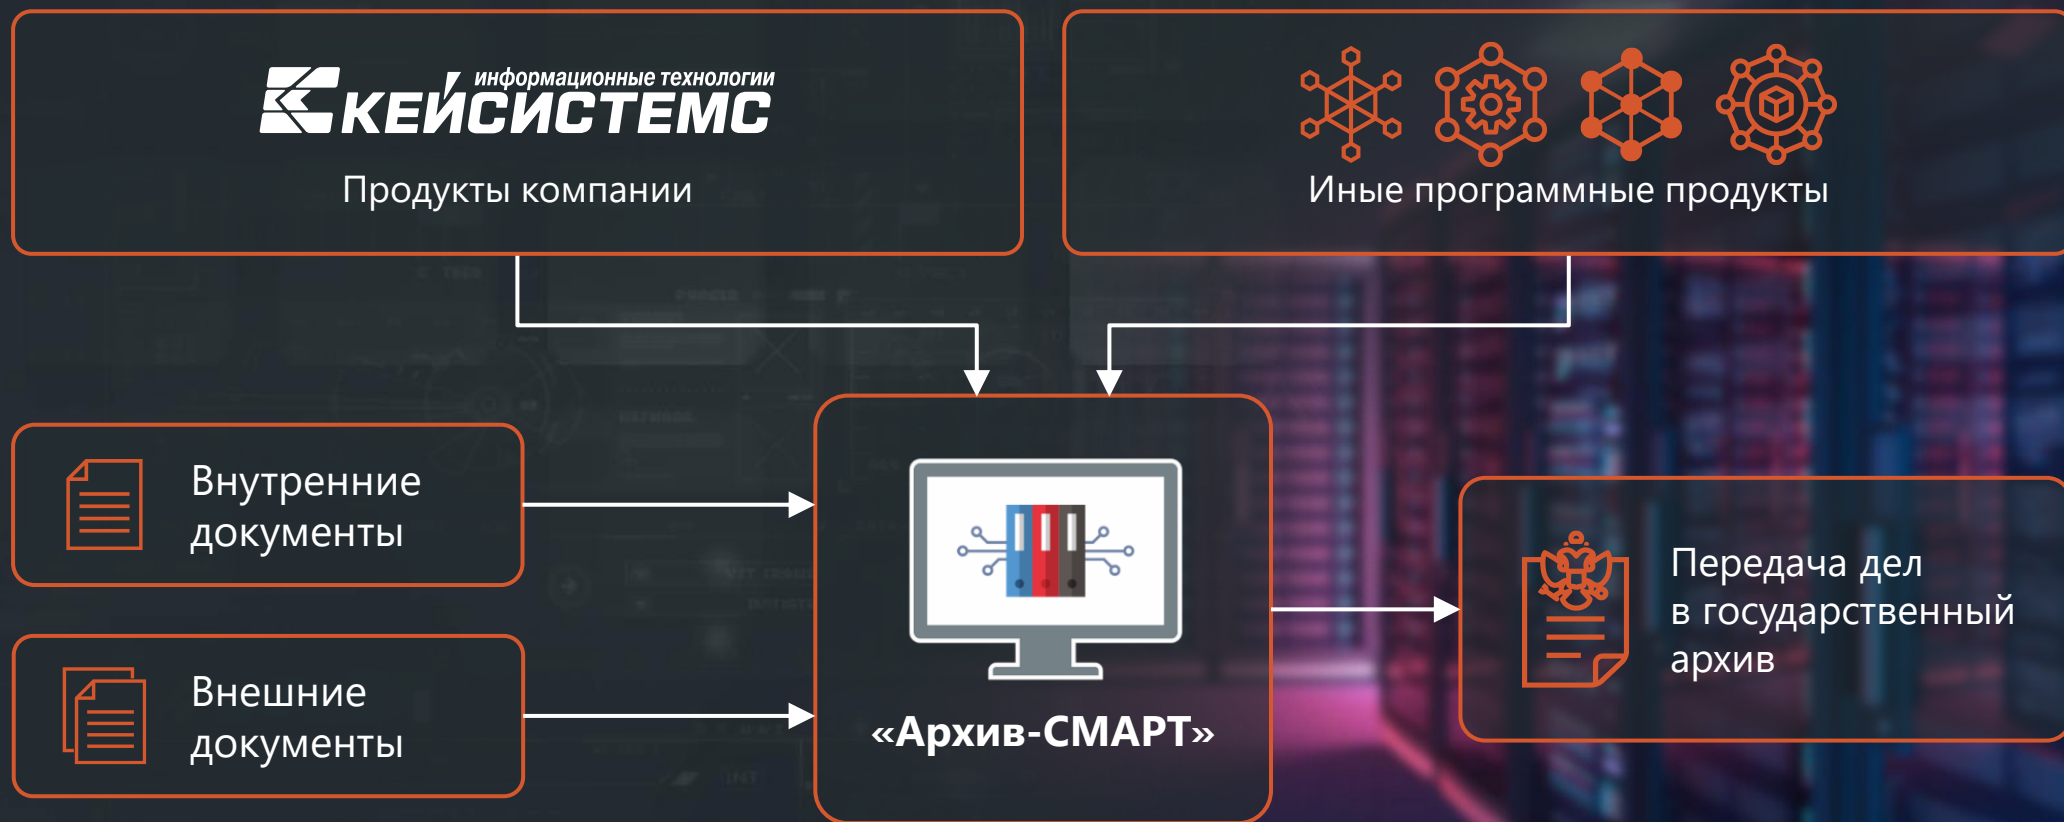 информационные технологии
КЕЙСИСТЕМС
Продукты компании
Иные программные продукты
Внутренние
документы
Внешние
документы
«Архив-СМАРТ»
Передача дел
в государственный
архив